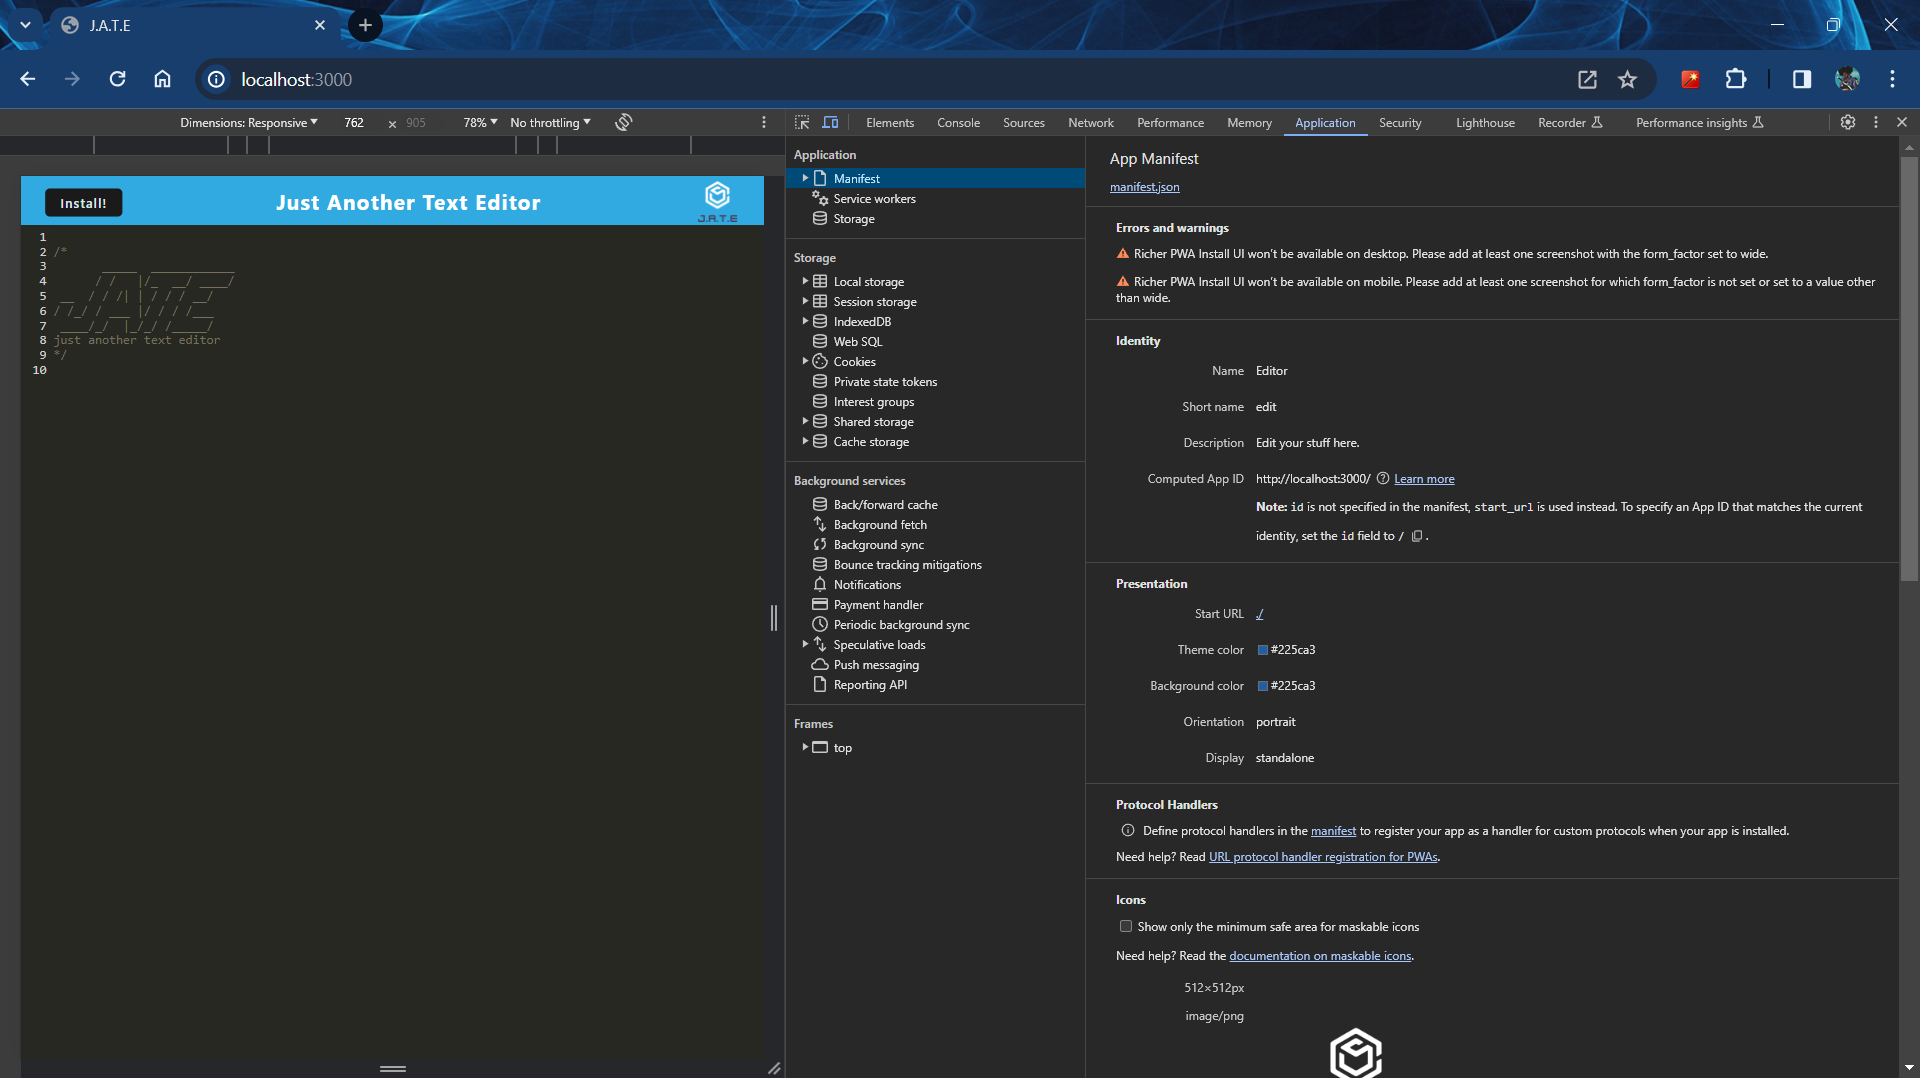 J.A.T.E
localhost:3000
Dimensions: Responsive 762 × 905 78% No throttling
Elements Console Sources Network Performance Memory Application Security Lighthouse Recorder Performance insights
Install!
Just Another Text Editor
J.A.T.E
1
2 /*
3 _____ ____________
4 / / |/_ __/ ____/
5 __ / / /| | / / / __/
6 / /_/ / ___ |/ / / /___
7 ____/_/ |_/_/ /_____/
8 just another text editor
9 */
10
Application
Manifest
Service workers
Storage
Storage
Local storage
Session storage
IndexedDB
Web SQL
Cookies
Private state tokens
Interest groups
Shared storage
Cache storage
Background services
Back/forward cache
Background fetch
Background sync
Bounce tracking mitigations
Notifications
Payment handler
Periodic background sync
Speculative loads
Push messaging
Reporting API
Frames
top
App Manifest
manifest.json
Errors and warnings
Richer PWA Install UI won't be available on desktop. Please add at least one screenshot with the form_factor set to wide.
Richer PWA Install UI won't be available on mobile. Please add at least one screenshot for which form_factor is not set or set to a value other
than wide.
Identity
Name Editor
Short name edit
Description Edit your stuff here.
Computed App ID http://localhost:3000/ Learn more
Note: id is not specified in the manifest, start_url is used instead. To specify an App ID that matches the current
identity, set the id field to / .
Presentation
Start URL ./
Theme color #225ca3
Background color #225ca3
Orientation portrait
Display standalone
Protocol Handlers
Define protocol handlers in the manifest to register your app as a handler for custom protocols when your app is installed.
Need help? Read URL protocol handler registration for PWAs.
Icons
Show only the minimum safe area for maskable icons
Need help? Read the documentation on maskable icons.
512×512px
image/png